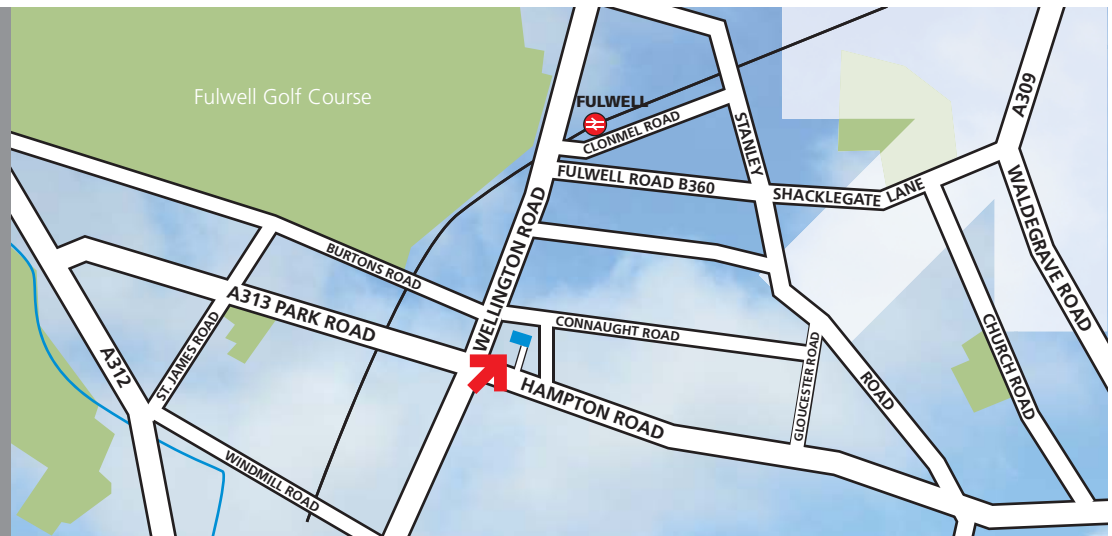 Fulwell Golf Course
FULWELL
CLONMEL ROAD
A309
STANLEY
FULWELL ROAD B360
SHACKLEGATE LANE
WALDEGRAVE ROAD
WELLINGTON ROAD
BURTONS ROAD
A313 PARK ROAD
CONNAUGHT ROAD
CHURCH ROAD
ST. JAMES ROAD
A312
GLOUCESTER ROAD
ROAD
HAMPTON ROAD
WINDMILL ROAD